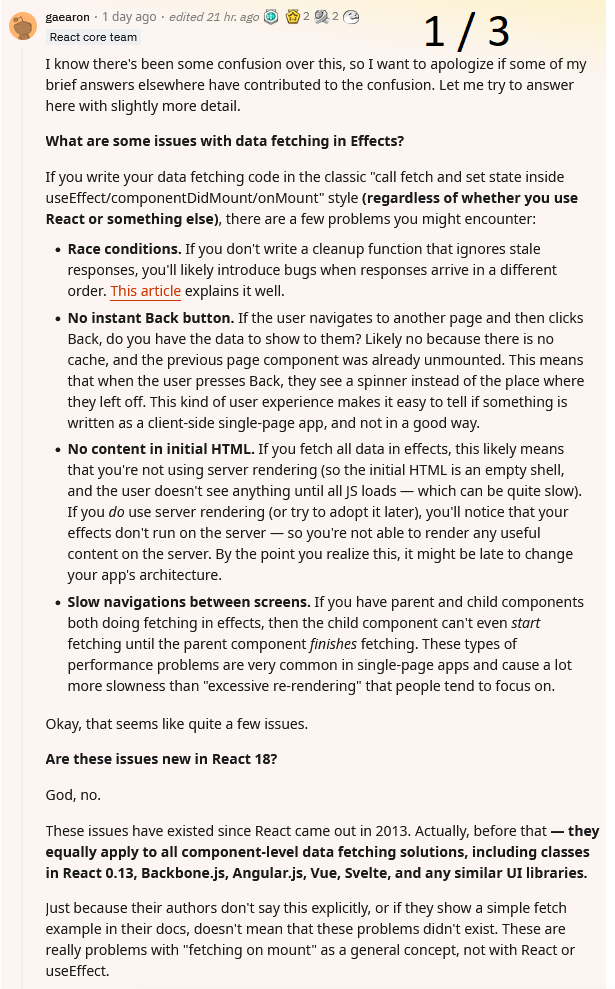 gaearon · 1 day ago · edited 21 hr. ago 2 2
1 / 3
React core team
I know there's been some confusion over this, so I want to apologize if some of my
brief answers elsewhere have contributed to the confusion. Let me try to answer
here with slightly more detail.
What are some issues with data fetching in Effects?
If you write your data fetching code in the classic "call fetch and set state inside
useEffect/componentDidMount/onMount" style (regardless of whether you use
React or something else), there are a few problems you might encounter:
• Race conditions. If you don't write a cleanup function that ignores stale
responses, you'll likely introduce bugs when responses arrive in a different
order. This article explains it well.
• No instant Back button. If the user navigates to another page and then clicks
Back, do you have the data to show to them? Likely no because there is no
cache, and the previous page component was already unmounted. This means
that when the user presses Back, they see a spinner instead of the place where
they left off. This kind of user experience makes it easy to tell if something is
written as a client-side single-page app, and not in a good way.
• No content in initial HTML. If you fetch all data in effects, this likely means
that you're not using server rendering (so the initial HTML is an empty shell,
and the user doesn't see anything until all JS loads — which can be quite slow).
If you do use server rendering (or try to adopt it later), you'll notice that your
effects don't run on the server — so you're not able to render any useful
content on the server. By the point you realize this, it might be late to change
your app's architecture.
• Slow navigations between screens. If you have parent and child components
both doing fetching in effects, then the child component can't even start
fetching until the parent component finishes fetching. These types of
performance problems are very common in single-page apps and cause a lot
more slowness than "excessive re-rendering" that people tend to focus on.
Okay, that seems like quite a few issues.
Are these issues new in React 18?
God, no.
These issues have existed since React came out in 2013. Actually, before that — they
equally apply to all component-level data fetching solutions, including classes
in React 0.13, Backbone.js, Angular.js, Vue, Svelte, and any similar UI libraries.
Just because their authors don't say this explicitly, or if they show a simple fetch
example in their docs, doesn't mean that these problems didn't exist. These are
really problems with "fetching on mount" as a general concept, not with React or
useEffect.